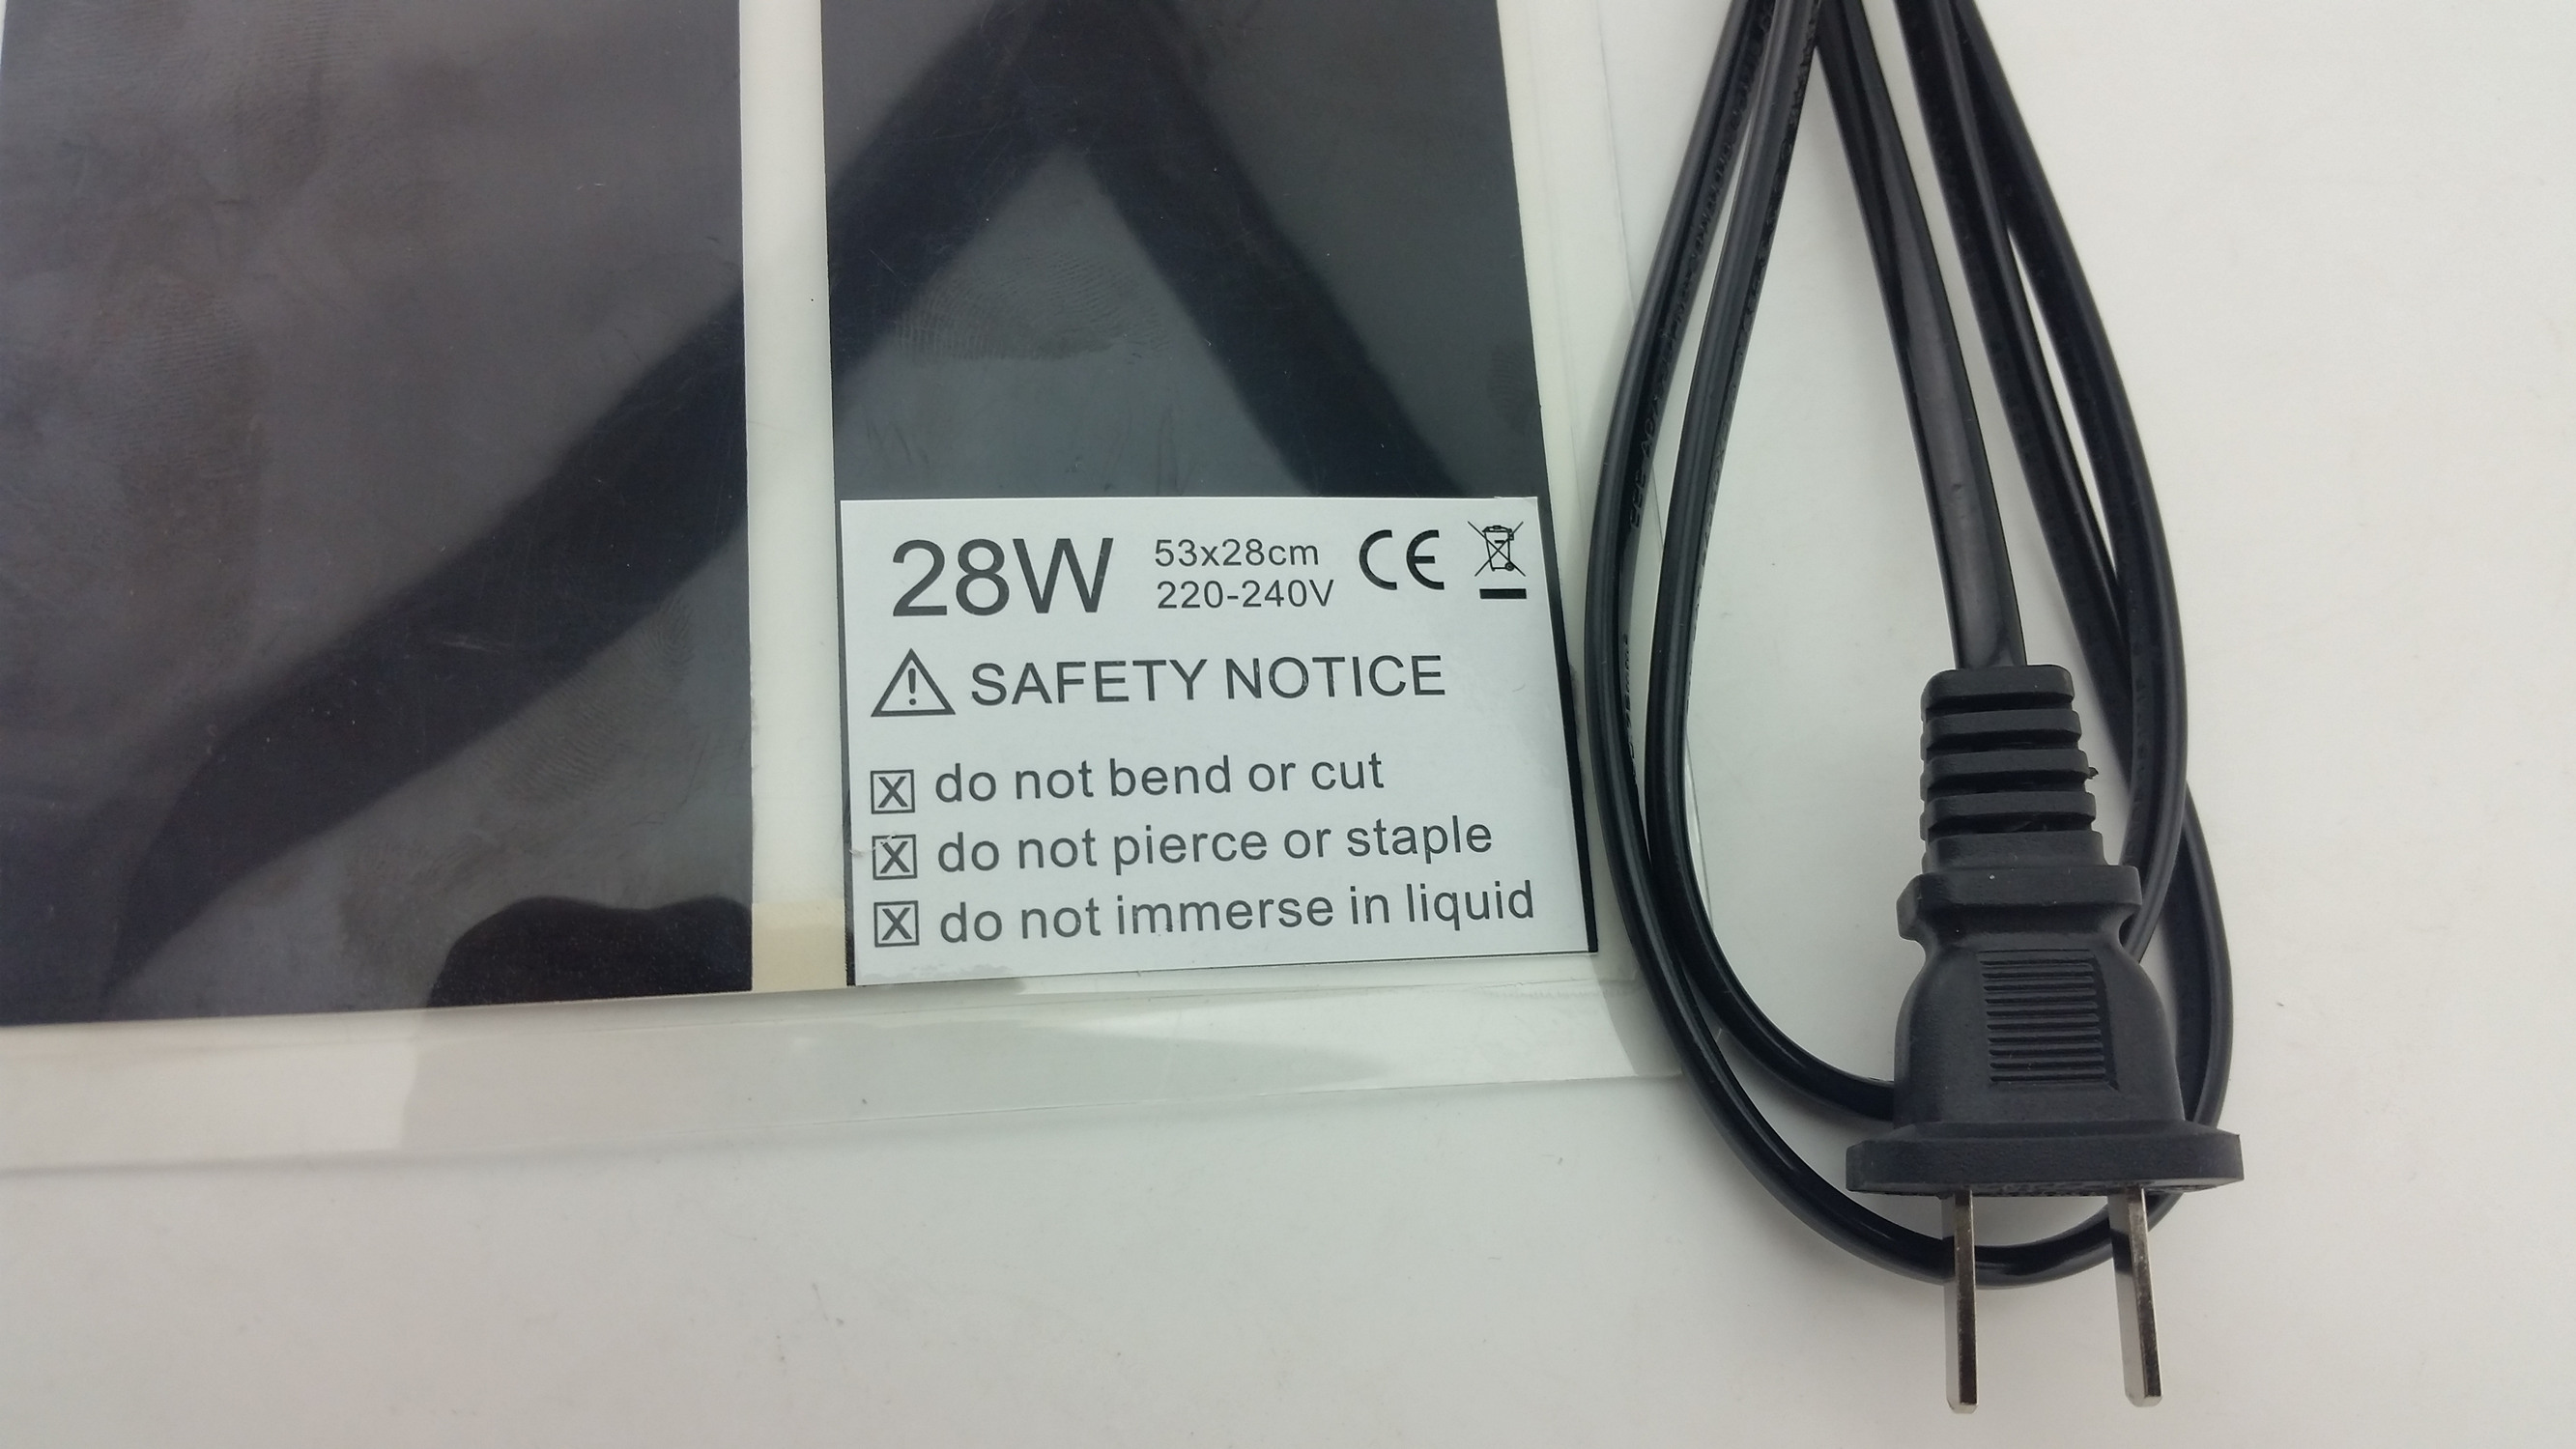 28W
53x28cm
220-240V
CE
SAFETY NOTICE
do not bend or cut
do not pierce or staple
do not immerse in liquid